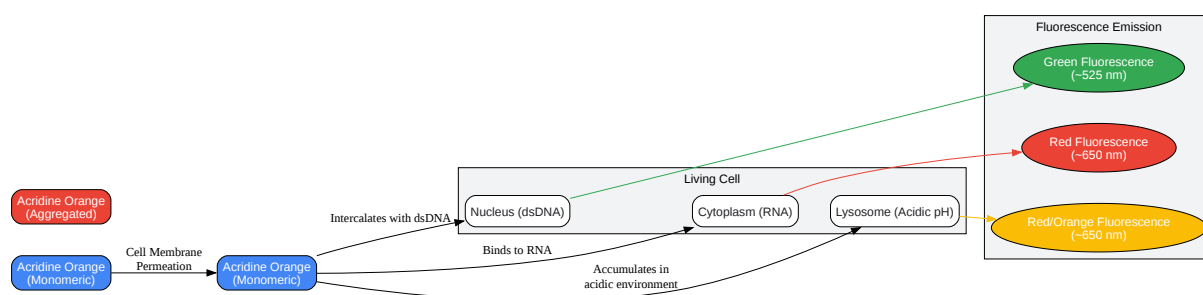 Fluorescence Emission
Green Fluorescence
(~525 nm)
Red Fluorescence
(~650 nm)
Red/Orange Fluorescence
(~650 nm)
Living Cell
Nucleus (dsDNA)
Cytoplasm (RNA)
Lysosome (Acidic pH)
Acridine Orange
(Aggregated)
Acridine Orange
(Monomeric)
Cell Membrane
Permeation
Acridine Orange
(Monomeric)
Intercalates with dsDNA
Binds to RNA
Accumulates in
acidic environment